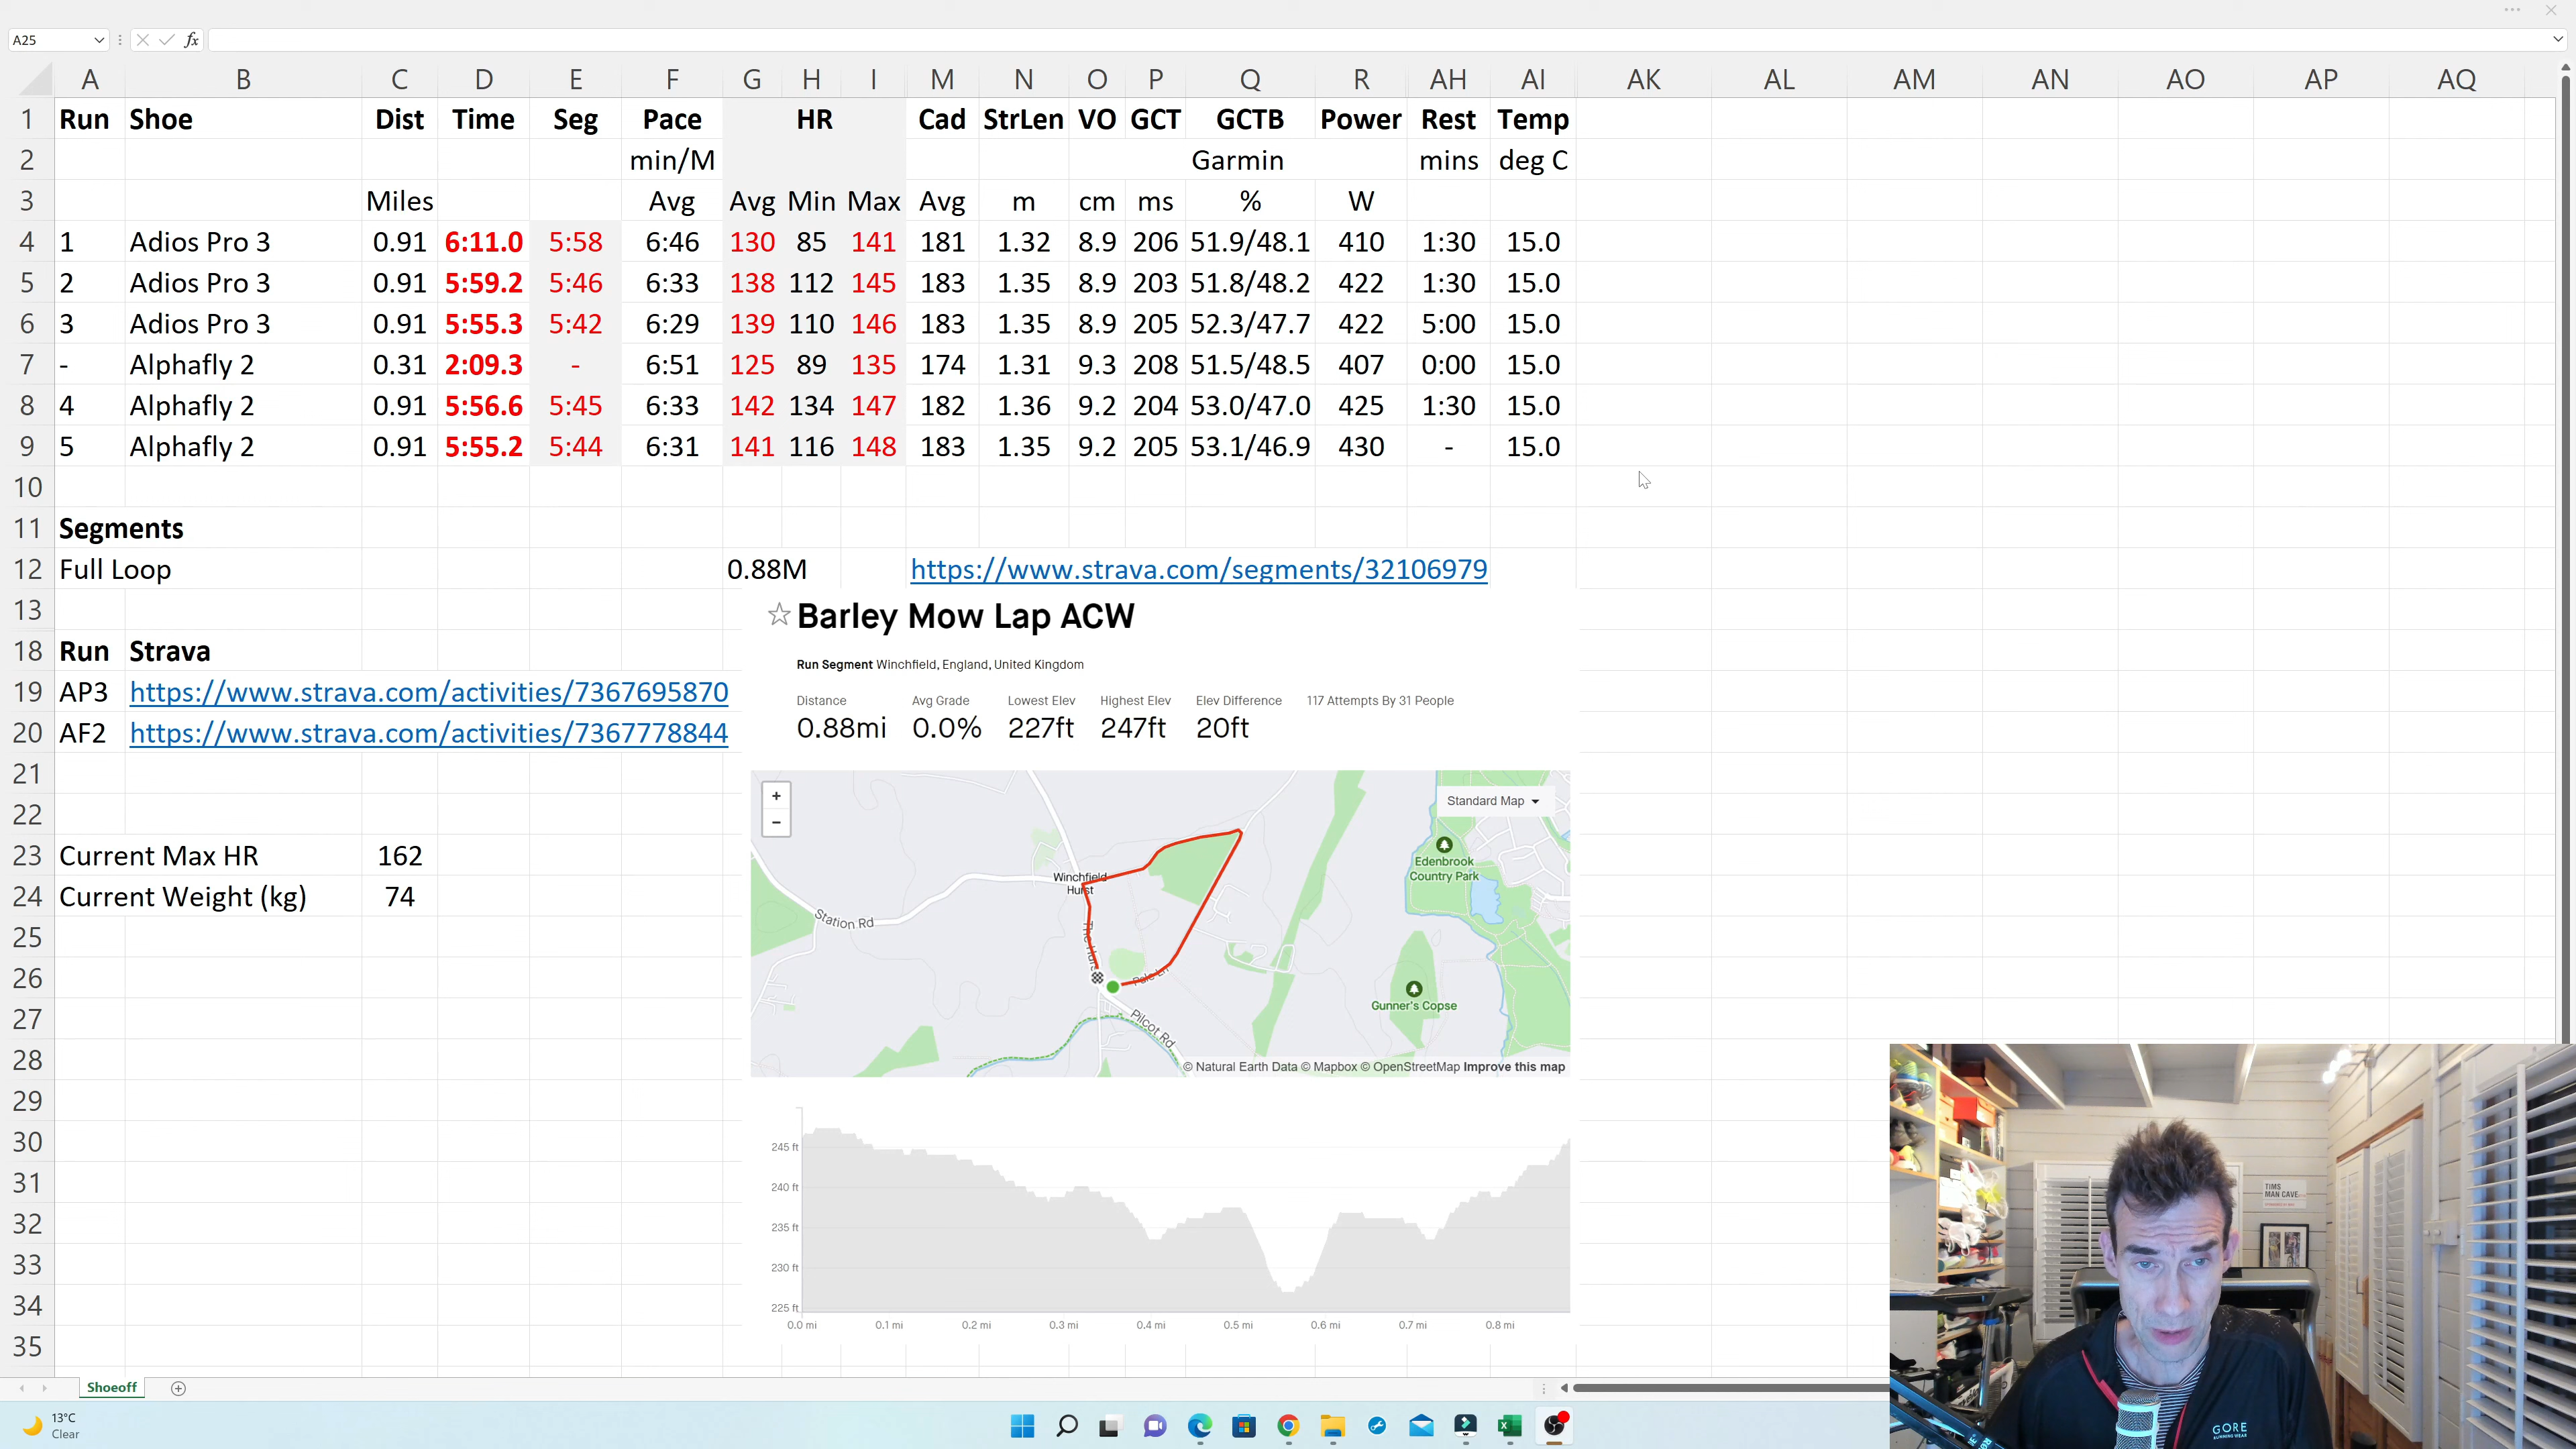 A25
fx
A B C D E F G H I M N O P Q R AH AI AK AL AM AN AO AP AQ
1 Run Shoe Dist Time Seg Pace HR Cad StrLen VO GCT GCTB Power Rest Temp
2 min/M Garmin mins deg C
3 Miles Avg Avg Min Max Avg m cm ms % W
4 1 Adios Pro 3 0.91 6:11.0 5:58 6:46 130 85 141 181 1.32 8.9 206 51.9/48.1 410 1:30 15.0
5 2 Adios Pro 3 0.91 5:59.2 5:46 6:33 138 112 145 183 1.35 8.9 203 51.8/48.2 422 1:30 15.0
6 3 Adios Pro 3 0.91 5:55.3 5:42 6:29 139 110 146 183 1.35 8.9 205 52.3/47.7 422 5:00 15.0
7 - Alphafly 2 0.31 2:09.3 - 6:51 125 89 135 174 1.31 9.3 208 51.5/48.5 407 0:00 15.0
8 4 Alphafly 2 0.91 5:56.6 5:45 6:33 142 134 147 182 1.36 9.2 204 53.0/47.0 425 1:30 15.0
9 5 Alphafly 2 0.91 5:55.2 5:44 6:31 141 116 148 183 1.35 9.2 205 53.1/46.9 430 - 15.0
10
11 Segments
12 Full Loop 0.88M https://www.strava.com/segments/32106979
13
Barley Mow Lap ACW
18 Run Strava
Run Segment Winchfield, England, United Kingdom
19 AP3 https://www.strava.com/activities/7367695870
Distance Avg Grade Lowest Elev Highest Elev Elev Difference 117 Attempts By 31 People
0.88mi 0.0% 227ft 247ft 20ft
20 AF2 https://www.strava.com/activities/7367778844
21
22
+
-
Standard Map
23 Current Max HR 162
Edenbrook
Country Park
Winchfield
Hurst
24 Current Weight (kg) 74
Station Rd
The Hurst
25
26
Pale Ln
Gunner's Copse
27
Pilcot Rd
28
© Natural Earth Data © Mapbox © OpenStreetMap Improve this map
29
30
245 ft
31
240 ft
32
235 ft
33
230 ft
34
225 ft
0.0 mi 0.1 mi 0.2 mi 0.3 mi 0.4 mi 0.5 mi 0.6 mi 0.7 mi 0.8 mi
35
TIMS
MAN CAVE
Shoeoff
13°C
Clear
GORE
RUNNING WEAR